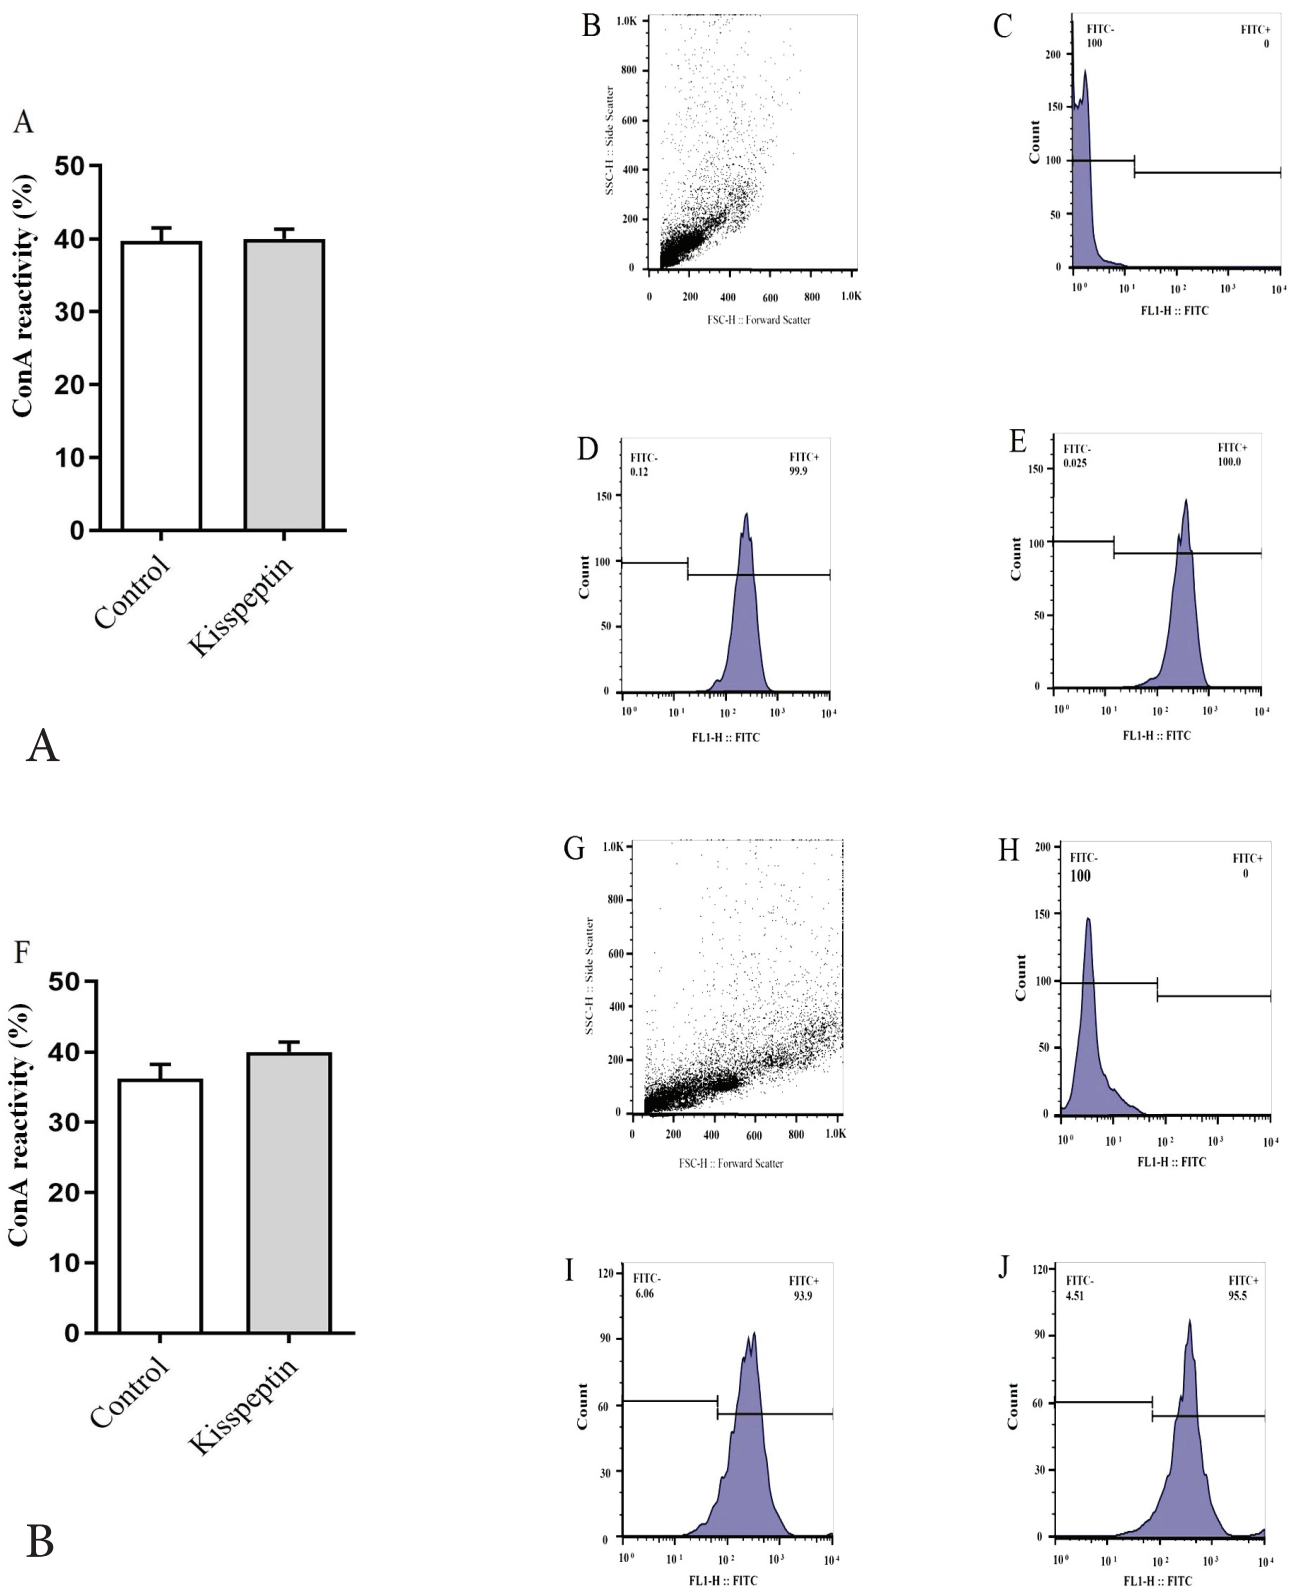 A
ConA reactivity (%)
50
40
30
20
10
0
Control
Kisspeptin
B
SSC-H :: Side Scatter
1.0K
800
600
400
200
0
0 200 400 600 800 1.0K
FSC-H :: Forward Scatter
C
FITC- FITC+
100 0
Count
200
150
100
50
0
10⁰ 10¹ 10² 10³ 10⁴
FL1-H :: FITC
D
FITC- FITC+
0.12 99.9
Count
150
100
50
0
10⁰ 10¹ 10² 10³ 10⁴
FL1-H :: FITC
E
FITC- FITC+
0.025 100.0
Count
150
100
50
0
10⁰ 10¹ 10² 10³ 10⁴
FL1-H :: FITC
A
F
ConA reactivity (%)
50
40
30
20
10
0
Control
Kisspeptin
G
SSC-H :: Side Scatter
1.0K
800
600
400
200
0
0 200 400 600 800 1.0K
FSC-H :: Forward Scatter
H
FITC- FITC+
100 0
Count
200
150
100
50
0
10⁰ 10¹ 10² 10³ 10⁴
FL1-H :: FITC
I
FITC- FITC+
6.06 93.9
Count
120
90
60
30
0
10⁰ 10¹ 10² 10³ 10⁴
FL1-H :: FITC
J
FITC- FITC+
4.51 95.5
Count
120
90
60
30
0
10⁰ 10¹ 10² 10³ 10⁴
FL1-H :: FITC
B